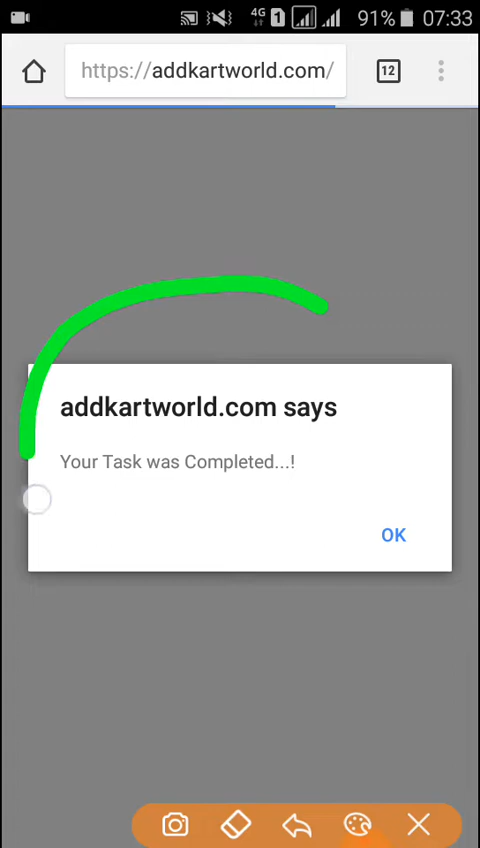 4G 1 91% 07:33
https://addkartworld.com/ 12
addkartworld.com says
Your Task was Completed...!
OK